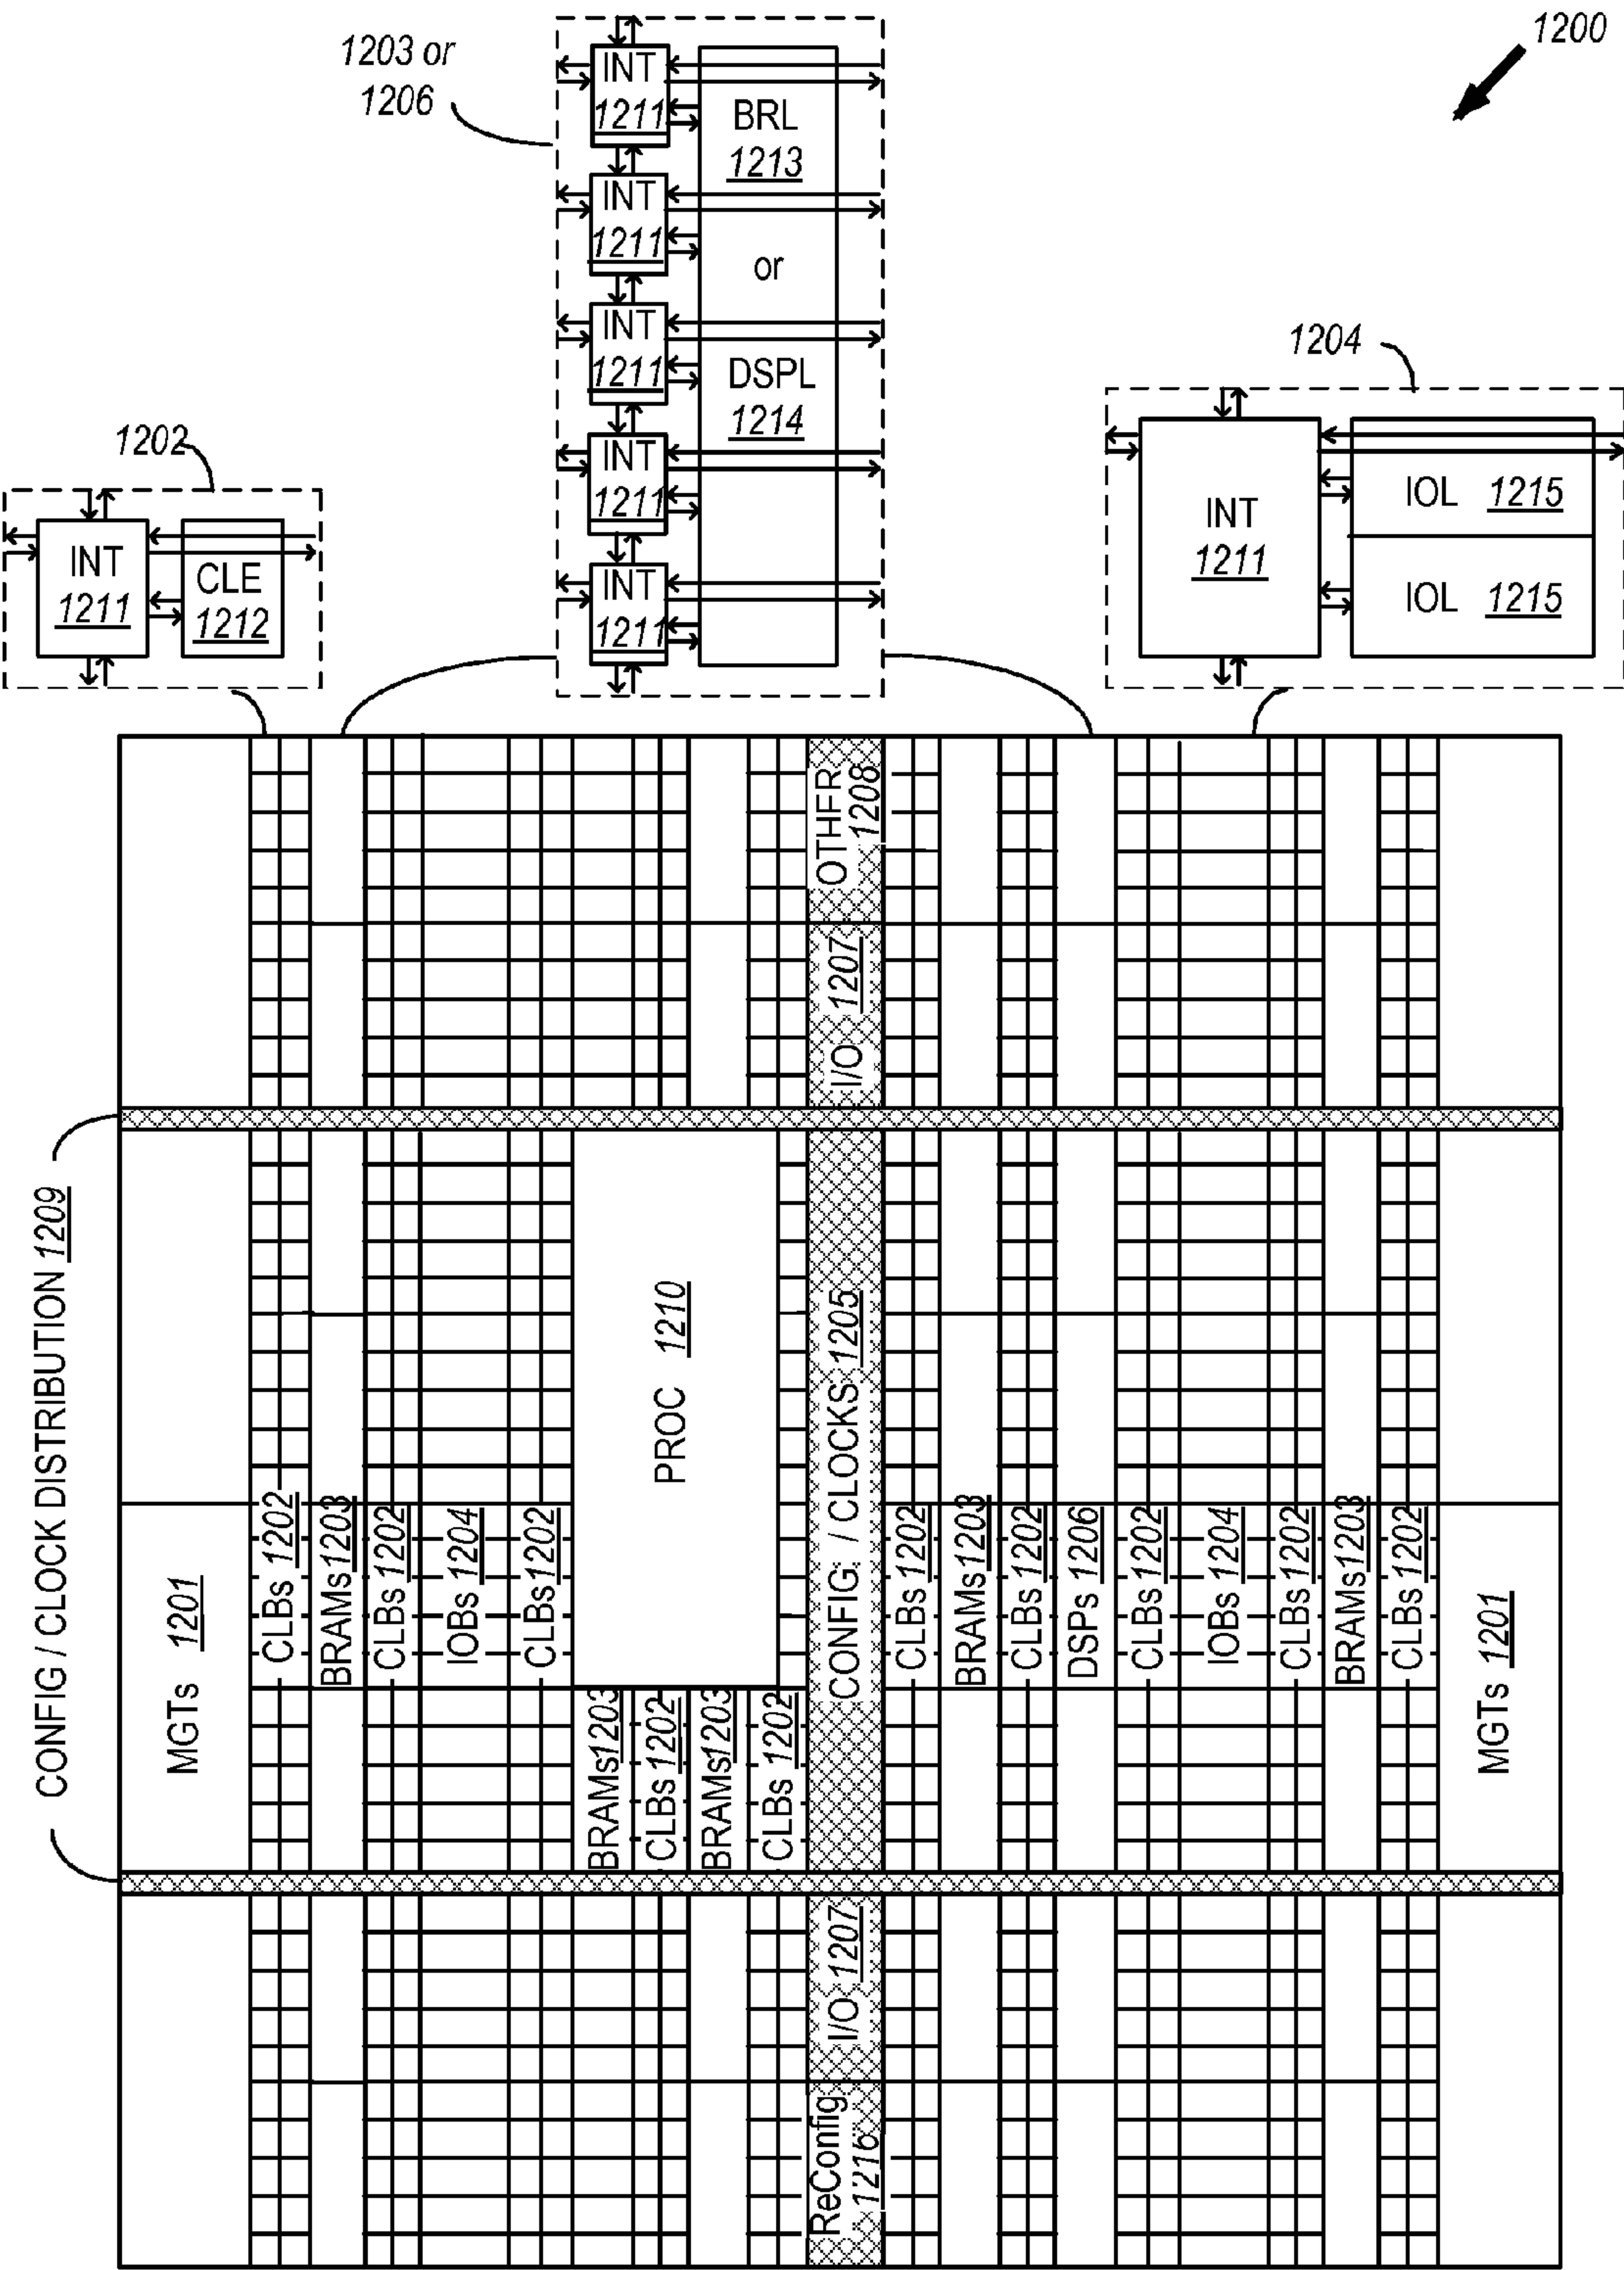 1200
1203 or
1206
INT
1211
INT
1211
INT
1211
INT
1211
INT
1211
BRL
1213
or
DSPL
1214
1204
INT
1211
IOL 1215
IOL 1215
1202
INT
1211
CLE
1212
OTHER
1208
I/O 1207
CONFIG / CLOCK DISTRIBUTION 1209
PROC 1210
CONFIG. / CLOCKS 1205
MGTs 1201
CLBs 1202
BRAMs 1203
CLBs 1202
IOBs 1204
CLBs 1202
BRAMs 1203
CLBs 1202
BRAMs 1203
CLBs 1202
CLBs 1202
BRAMs 1203
CLBs 1202
DSPs 1206
CLBs 1202
IOBs 1204
CLBs 1202
BRAMs 1203
CLBs 1202
MGTs 1201
I/O 1207
ReConfig.
1216